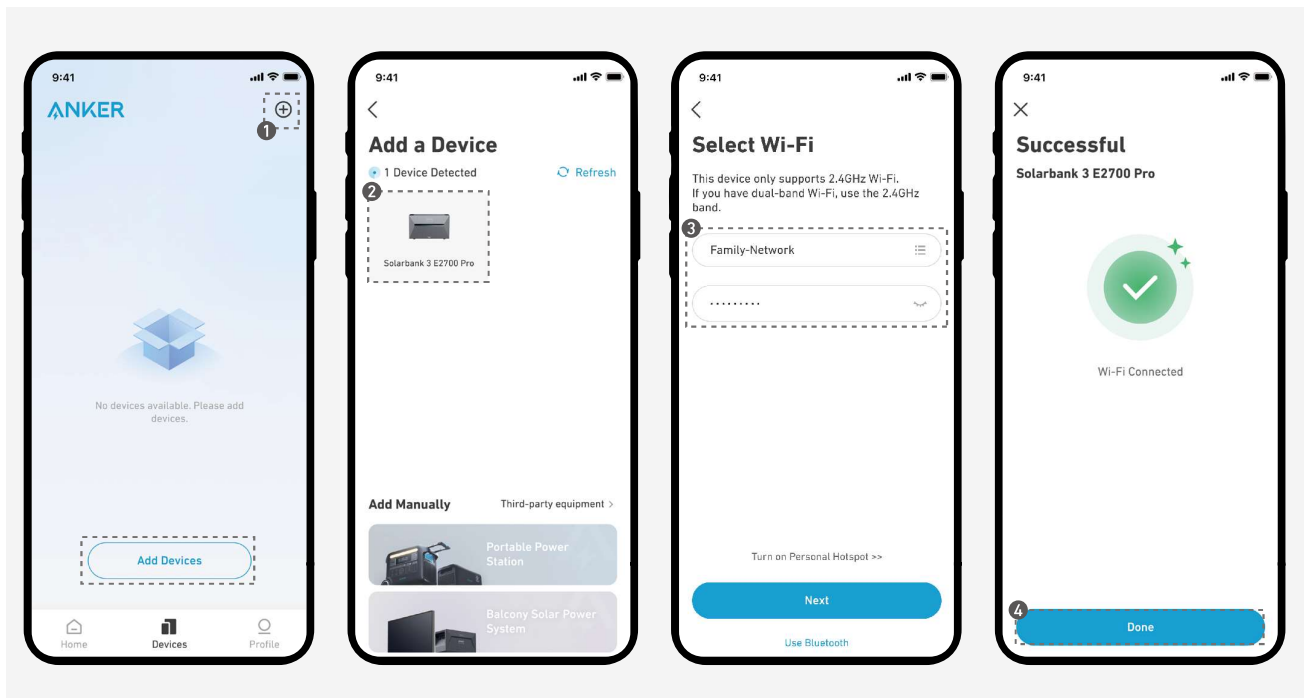 9:41
ANKER
1
No devices available. Please add
devices.
Add Devices
Home
Devices
Profile
9:41
Add a Device
1 Device Detected
Refresh
2
Solarbank 3 E2700 Pro
Add Manually
Third-party equipment >
Portable Power
Station
Balcony Solar Power
System
9:41
Select Wi-Fi
This device only supports 2.4GHz Wi-Fi.
If you have dual-band Wi-Fi, use the 2.4GHz
band.
3
Family-Network
.........
Turn on Personal Hotspot >>
Next
Use Bluetooth
9:41
Successful
Solarbank 3 E2700 Pro
Wi-Fi Connected
4
Done